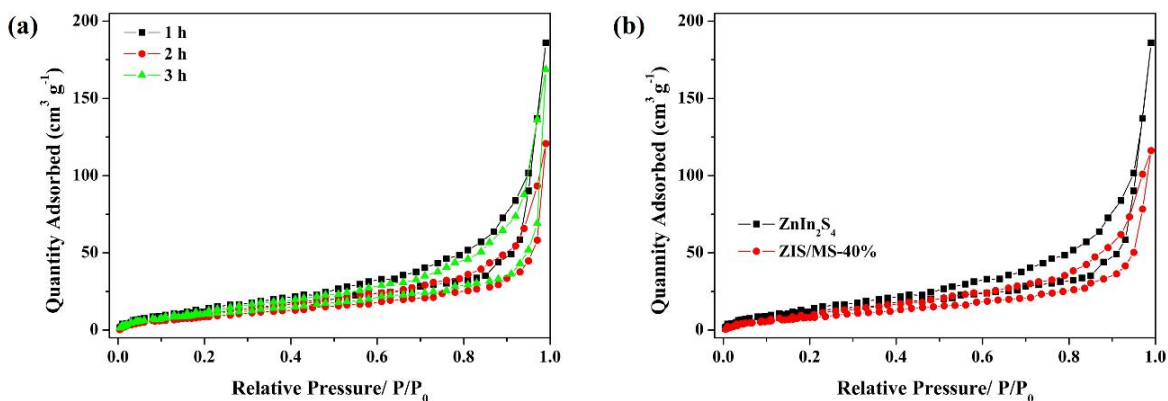 (a)
200
150
100
50
0
Quantity Adsorbed (cm³ g⁻¹)
1 h
2 h
3 h
0.0 0.2 0.4 0.6 0.8 1.0
Relative Pressure/ P/P₀
(b)
200
150
100
50
0
Quantity Adsorbed (cm³ g⁻¹)
ZnIn₂S₄
ZIS/MS-40%
0.0 0.2 0.4 0.6 0.8 1.0
Relative Pressure/ P/P₀